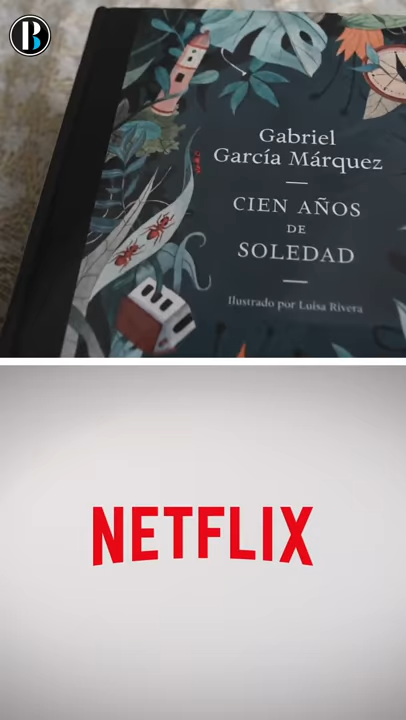 B
Gabriel
García Márquez
CIEN AÑOS
DE
SOLEDAD
Ilustrado por Luisa Rivera
NETFLIX